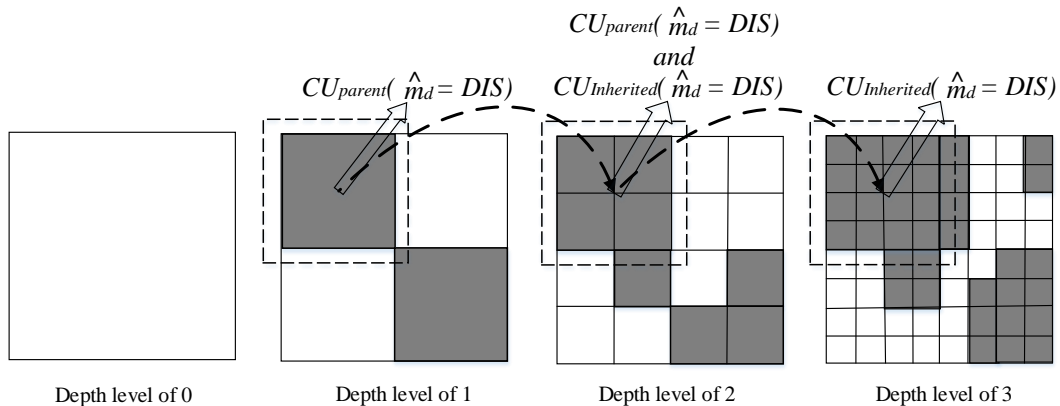 CUparent( m̂d = DIS)
and
CUparent( m̂d = DIS)
CUInherited( m̂d = DIS)
CUInherited( m̂d = DIS)
Depth level of 0
Depth level of 1
Depth level of 2
Depth level of 3